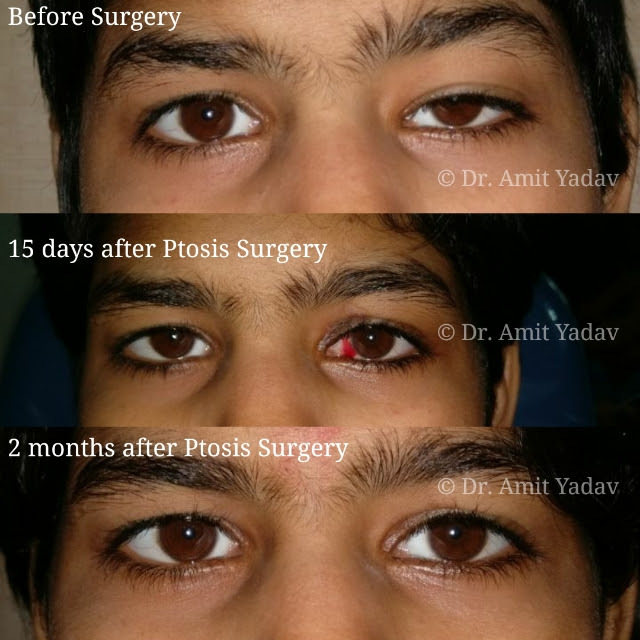 Before Surgery
© Dr. Amit Yadav
15 days after Ptosis Surgery
© Dr. Amit Yadav
2 months after Ptosis Surgery
© Dr. Amit Yadav